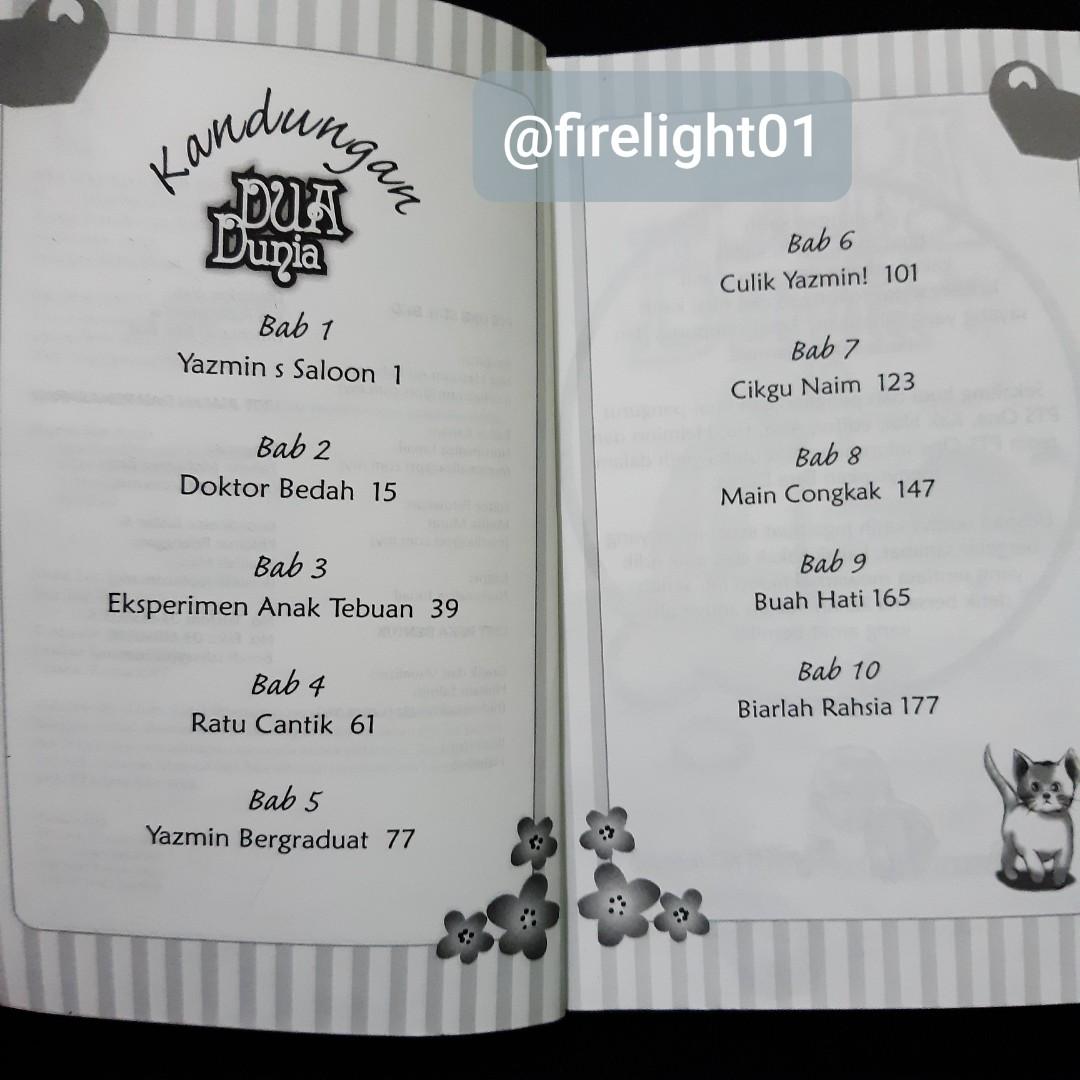 Kandungan
DUA
Dunia
Bab 1
Yazmin s Saloon 1
Bab 2
Doktor Bedah 15
Bab 3
Eksperimen Anak Tebuan 39
Bab 4
Ratu Cantik 61
Bab 5
Yazmin Bergraduat 77
@firelight01
Bab 6
Culik Yazmin! 101
Bab 7
Cikgu Naim 123
Bab 8
Main Congkak 147
Bab 9
Buah Hati 165
Bab 10
Biarlah Rahsia 177